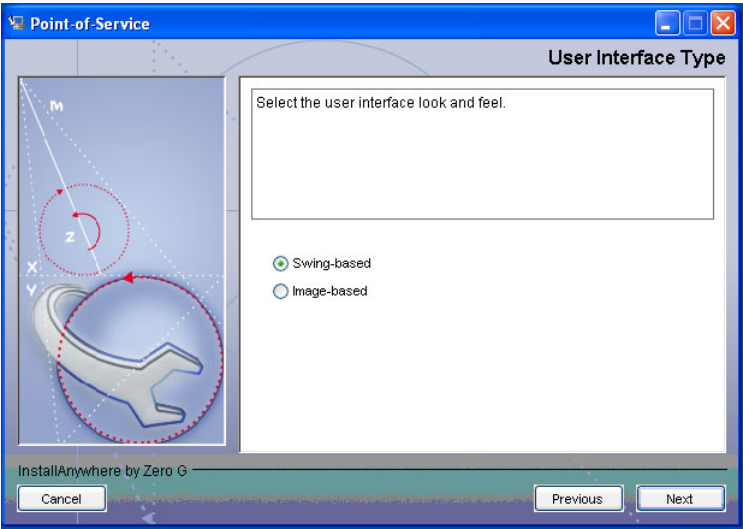 Point-of-Service
User Interface Type
M
Z
X
Y
Select the user interface look and feel.
Swing-based
Image-based
InstallAnywhere by Zero G
Cancel
Previous
Next